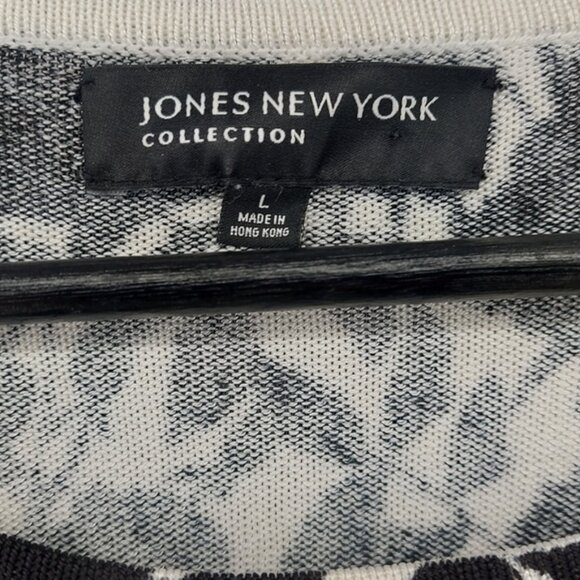 JONES NEW YORK
COLLECTION
L
MADE IN
HONG KONG